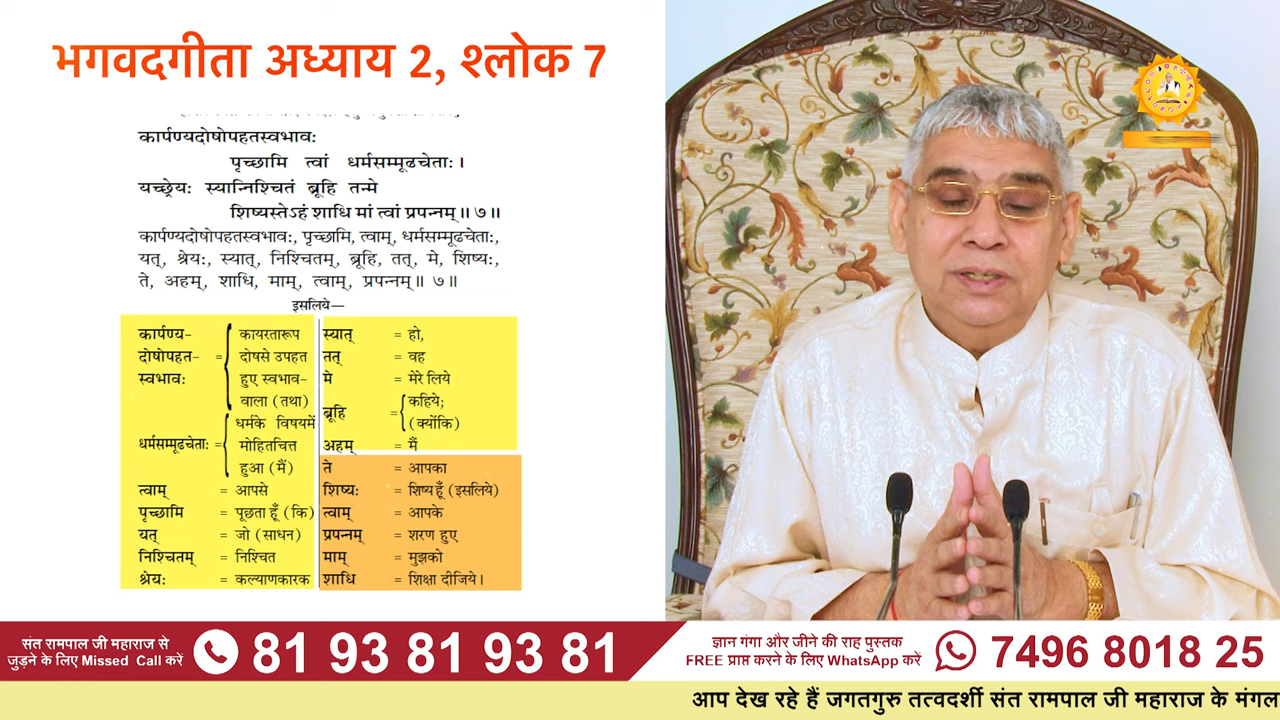 भगवदगीता अध्याय 2, श्लोक 7
कार्पण्यदोषोपहतस्वभावः
पृच्छामि त्वां धर्मसम्मूढचेताः।
यच्छ्रेयः स्यान्निश्चितं ब्रूहि तन्मे
शिष्यस्तेऽहं शाधि मां त्वां प्रपन्नम्॥ ७॥
कार्पण्यदोषोपहतस्वभावः, पृच्छामि, त्वाम्, धर्मसम्मूढचेताः,
यत्, श्रेयः, स्यात्, निश्चितम्, ब्रूहि, तत्, मे, शिष्यः,
ते, अहम्, शाधि, माम्, त्वाम्, प्रपन्नम्॥ ७॥
इसलिये—
कार्पण्य- कायरतारूप
दोषोपहत- = दोषसे उपहत
स्वभावः हुए स्वभाव-
वाला (तथा)
धर्मके विषयमें
धर्मसम्मूढचेताः = मोहितचित्त
हुआ (मैं)
त्वाम् = आपसे
पृच्छामि = पूछता हूँ (कि)
यत् = जो (साधन)
निश्चितम् = निश्चित
श्रेयः = कल्याणकारक
स्यात् = हो,
तत् = वह
मे = मेरे लिये
ब्रूहि = कहिये;
(क्योंकि)
अहम् = मैं
ते = आपका
शिष्यः = शिष्य हूँ (इसलिये)
त्वाम् = आपके
प्रपन्नम् = शरण हुए
माम् = मुझको
शाधि = शिक्षा दीजिये।
संत रामपाल जी महाराज से
जुड़ने के लिए Missed Call करें
81 93 81 93 81
ज्ञान गंगा और जीने की राह पुस्तक
FREE प्राप्त करने के लिए WhatsApp करें
7496 8018 25
आप देख रहे हैं जगतगुरु तत्वदर्शी संत रामपाल जी महाराज के मंगल